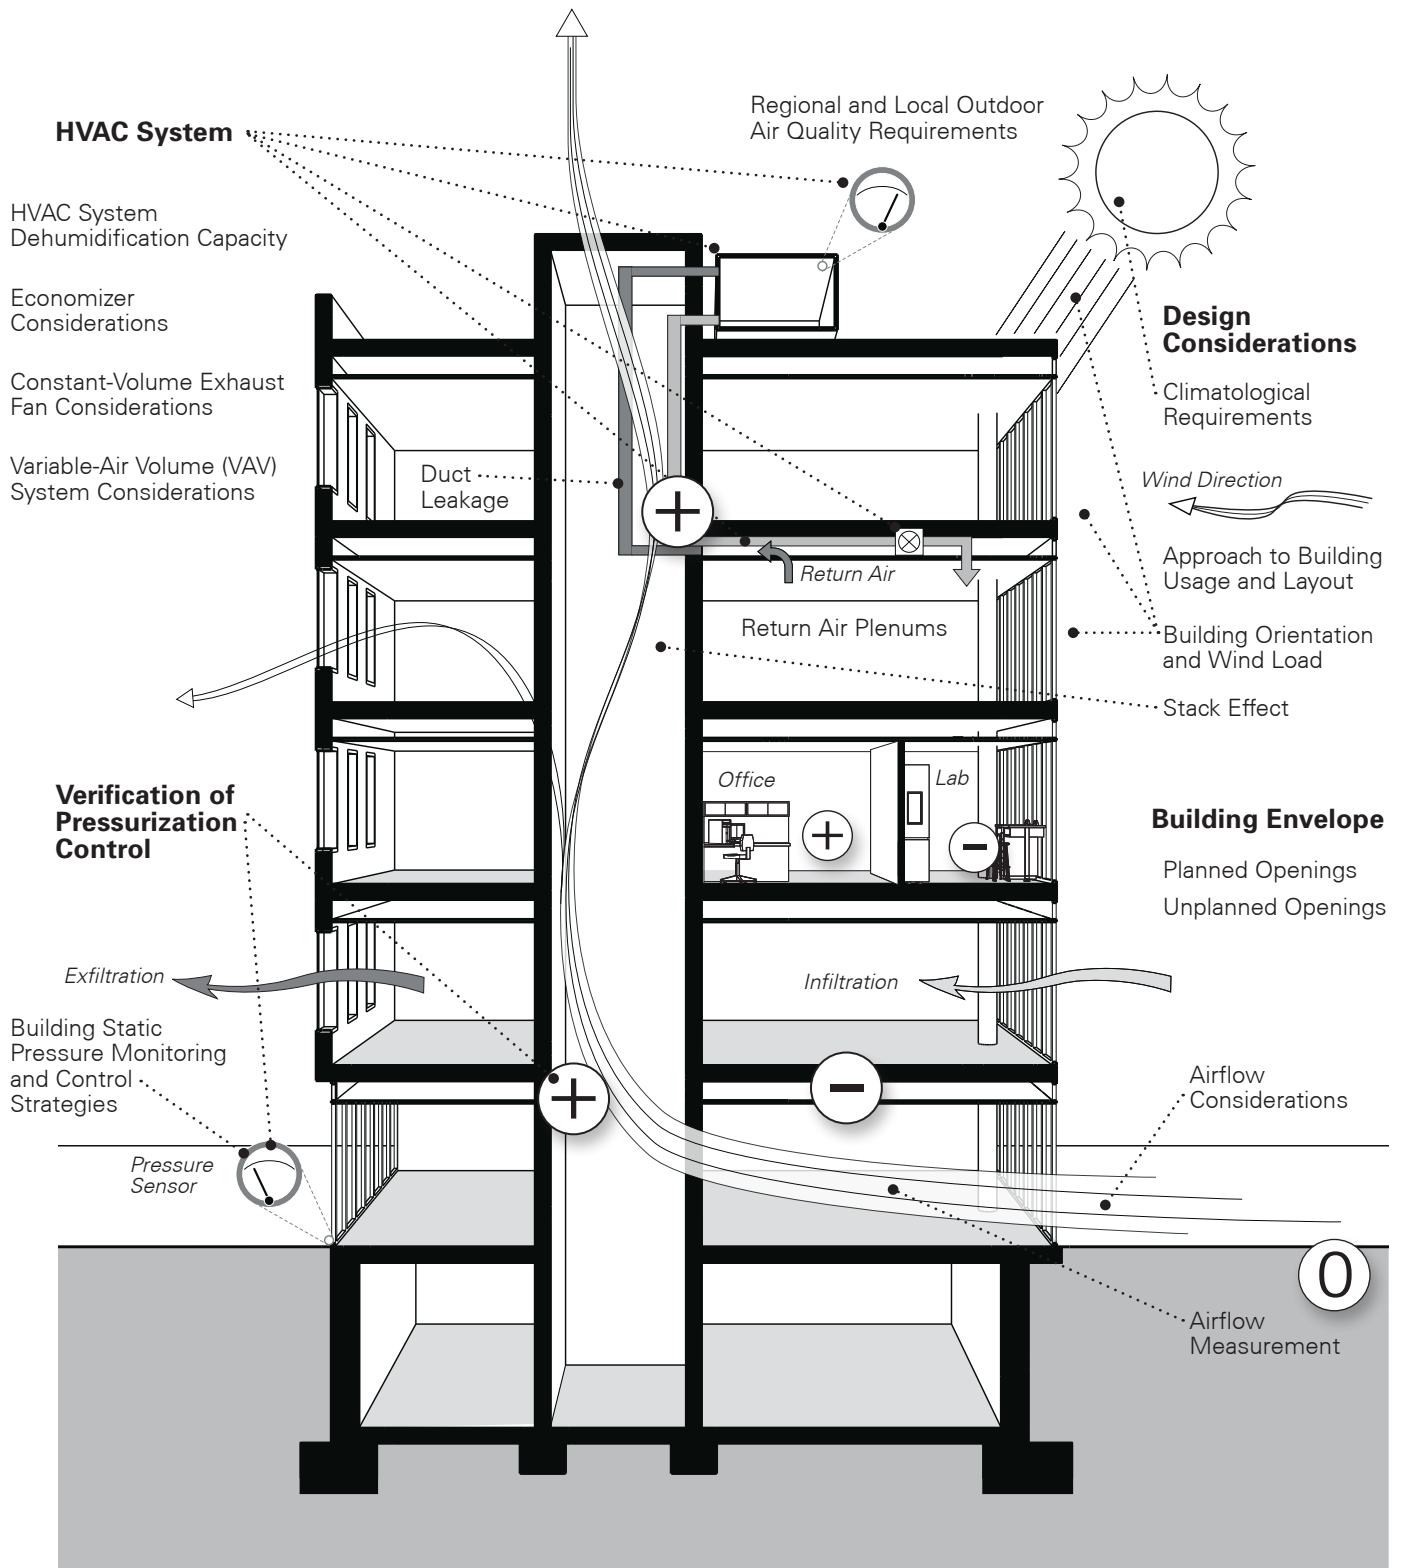 Regional and Local Outdoor
Air Quality Requirements
HVAC System
HVAC System
Dehumidification Capacity
Economizer
Considerations
Constant-Volume Exhaust
Fan Considerations
Variable-Air Volume (VAV)
System Considerations
Duct
Leakage
+
Return Air
Return Air Plenums
Design
Considerations
Climatological
Requirements
Wind Direction
Approach to Building
Usage and Layout
Building Orientation
and Wind Load
Stack Effect
Office
+
Lab
−
Verification of
Pressurization
Control
Building Envelope
Planned Openings
Unplanned Openings
Exfiltration
Infiltration
Building Static
Pressure Monitoring
and Control
Strategies
+
−
Pressure
Sensor
Airflow
Considerations
0
Airflow
Measurement